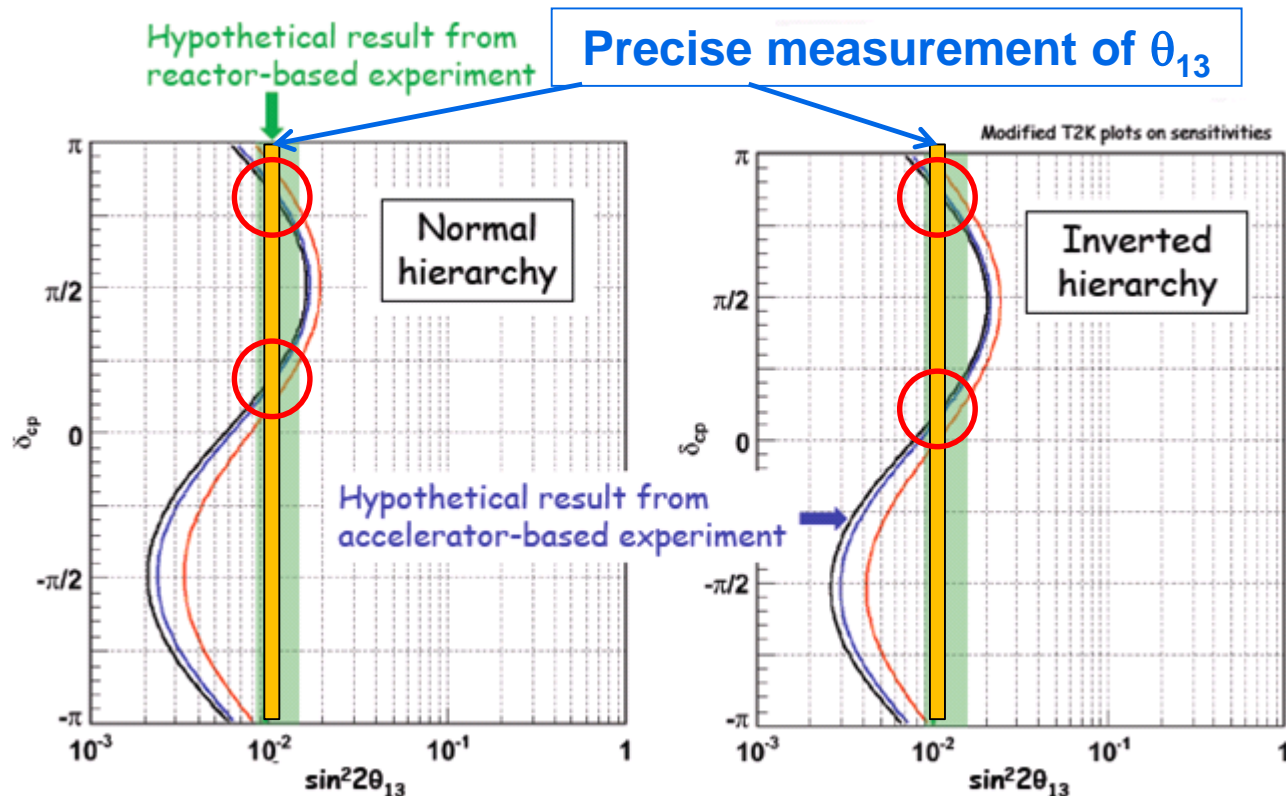 Hypothetical result from
reactor-based experiment
Precise measurement of θ13
Modified T2K plots on sensitivities
π
π/2
0
-π/2
-π
δcp
Normal
hierarchy
10-3
10-2
10-1
1
sin22θ13
Hypothetical result from
accelerator-based experiment
π
π/2
0
-π/2
-π
δcp
Inverted
hierarchy
10-3
10-2
10-1
1
sin22θ13